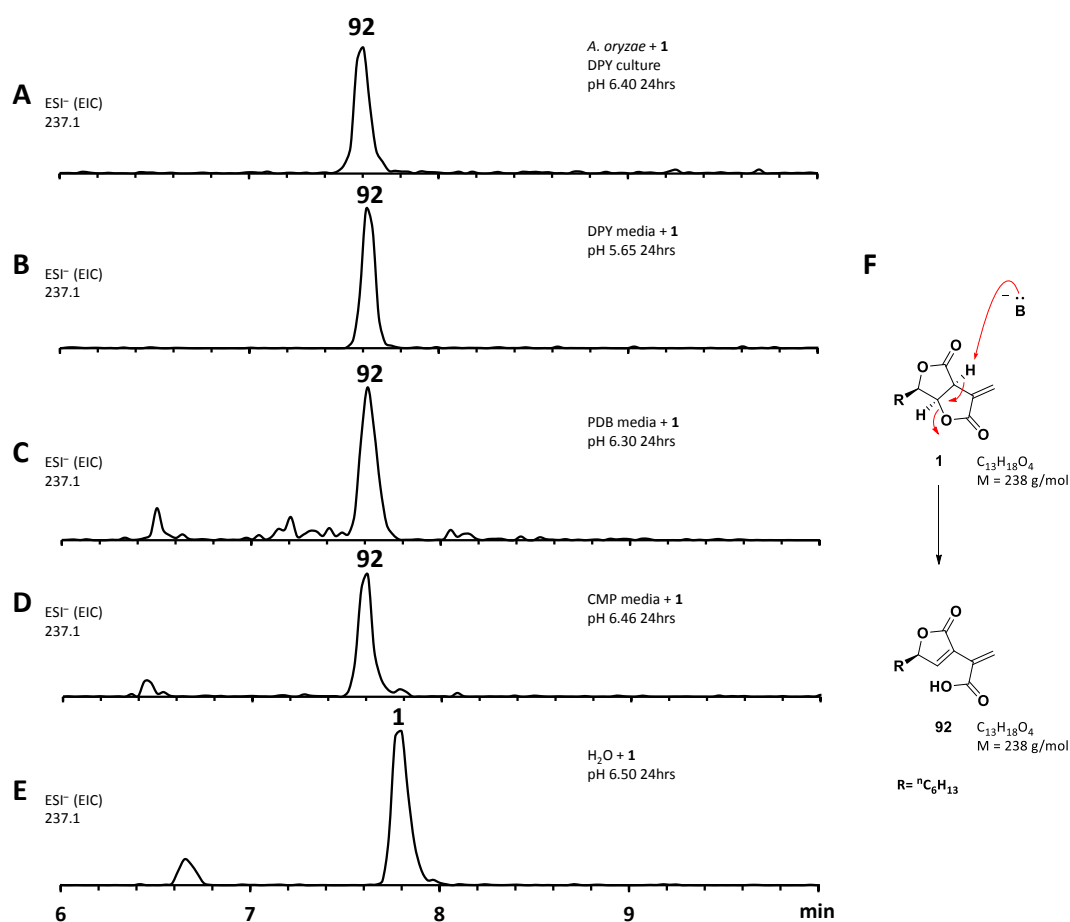 92
A
ESI⁻ (EIC)
237.1
A. oryzae + 1
DPY culture
pH 6.40 24hrs
92
B
ESI⁻ (EIC)
237.1
DPY media + 1
pH 5.65 24hrs
92
C
ESI⁻ (EIC)
237.1
PDB media + 1
pH 6.30 24hrs
92
D
ESI⁻ (EIC)
237.1
CMP media + 1
pH 6.46 24hrs
1
E
ESI⁻ (EIC)
237.1
H₂O + 1
pH 6.50 24hrs
6 7 8 9 min
F
– B
O
O H
R
H O O
1 C₁₃H₁₈O₄
M = 238 g/mol
O
O
R
HO O
92 C₁₃H₁₈O₄
M = 238 g/mol
R= ⁿC₆H₁₃